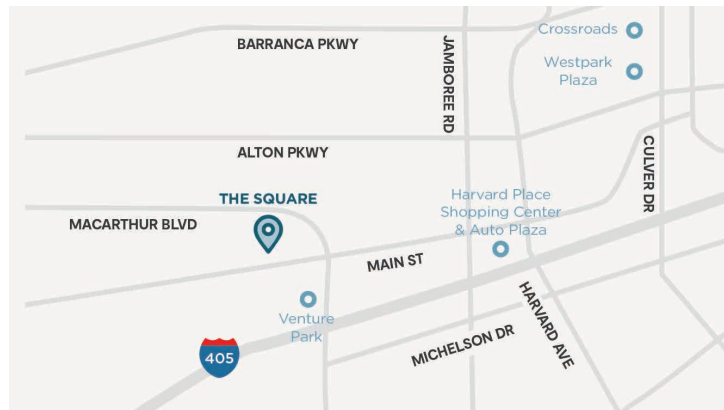 Crossroads
BARRANCA PKWY
JAMBOREE RD
Westpark
Plaza
ALTON PKWY
CULVER DR
THE SQUARE
MACARTHUR BLVD
Harvard Place
Shopping Center
& Auto Plaza
MAIN ST
Venture
Park
HARVARD AVE
MICHELSON DR
405